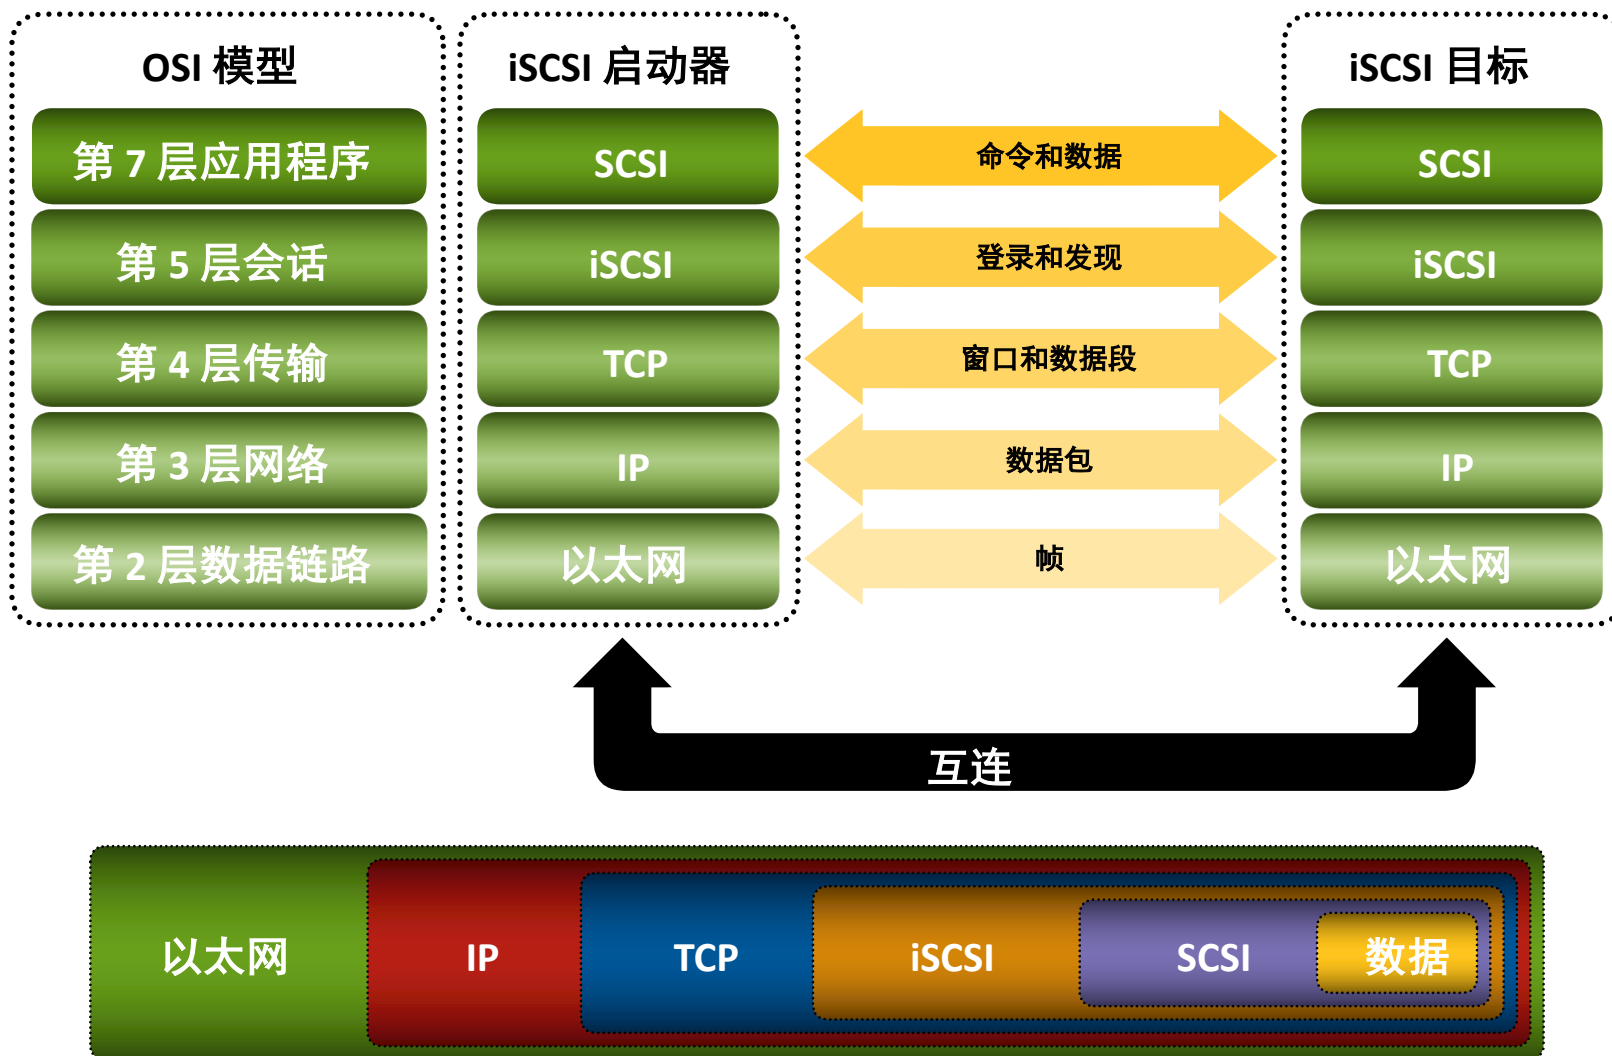 OSI 模型
iSCSI 启动器
iSCSI 目标
第 7 层应用程序
SCSI
命令和数据
SCSI
第 5 层会话
iSCSI
登录和发现
iSCSI
第 4 层传输
TCP
窗口和数据段
TCP
第 3 层网络
IP
数据包
IP
第 2 层数据链路
以太网
帧
以太网
互连
以太网
IP
TCP
iSCSI
SCSI
数据